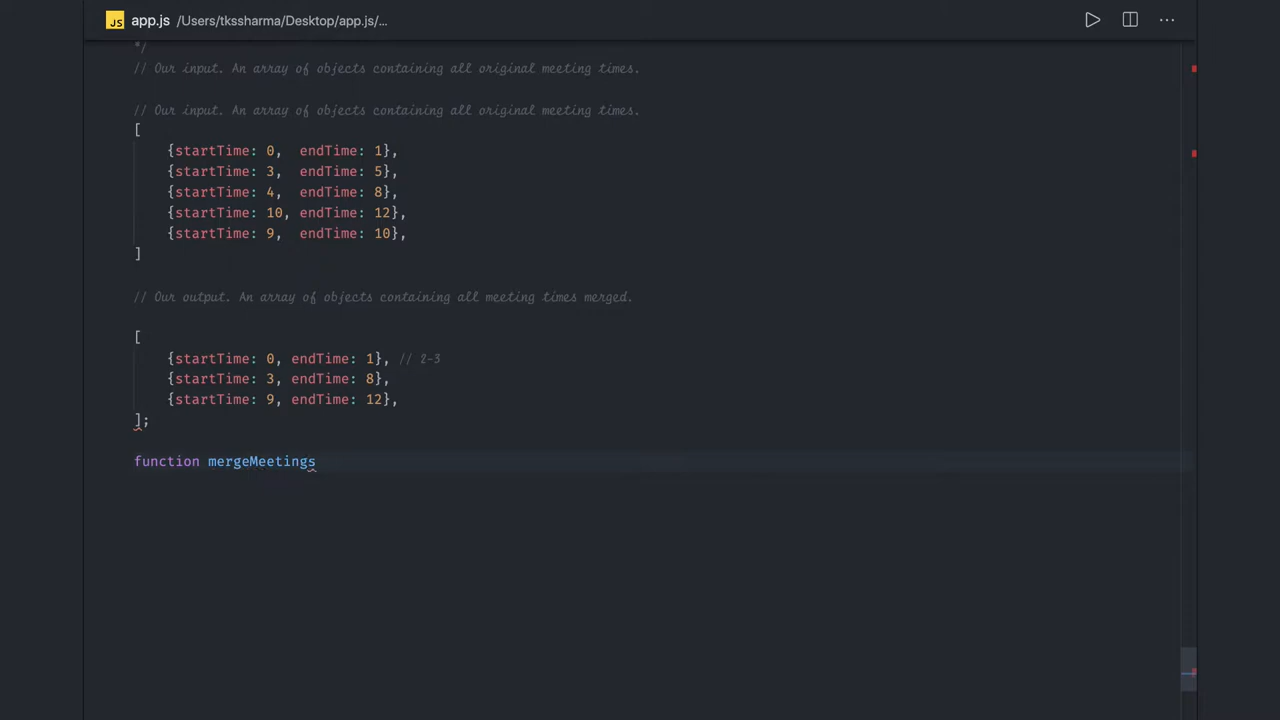 JS app.js /Users/tkssharma/Desktop/app.js/... ...
*/
// Our input. An array of objects containing all original meeting times.
// Our input. An array of objects containing all original meeting times.
[
{startTime: 0,  endTime: 1},
{startTime: 3,  endTime: 5},
{startTime: 4,  endTime: 8},
{startTime: 10, endTime: 12},
{startTime: 9,  endTime: 10},
]
// Our output. An array of objects containing all meeting times merged.
[
{startTime: 0, endTime: 1}, // 2-3
{startTime: 3, endTime: 8},
{startTime: 9, endTime: 12},
];
function mergeMeetings